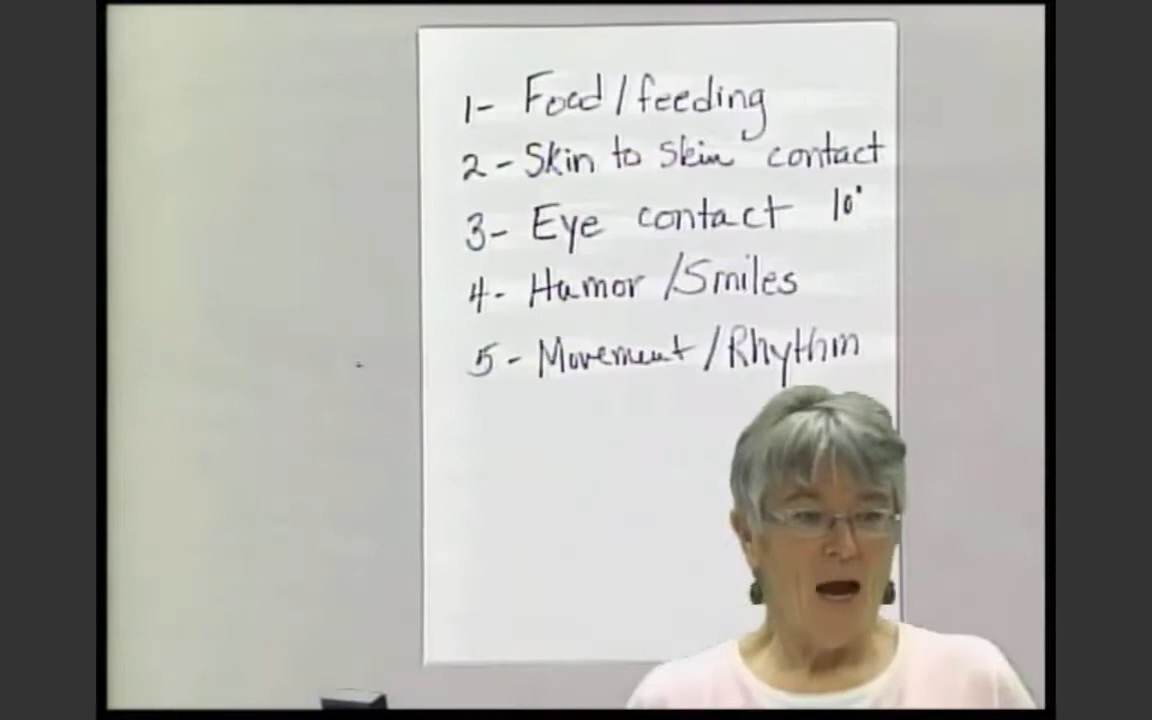 1- Food/feeding
2- Skin to skin contact
3- Eye contact 10"
4- Humor/Smiles
5- Movement/Rhythm